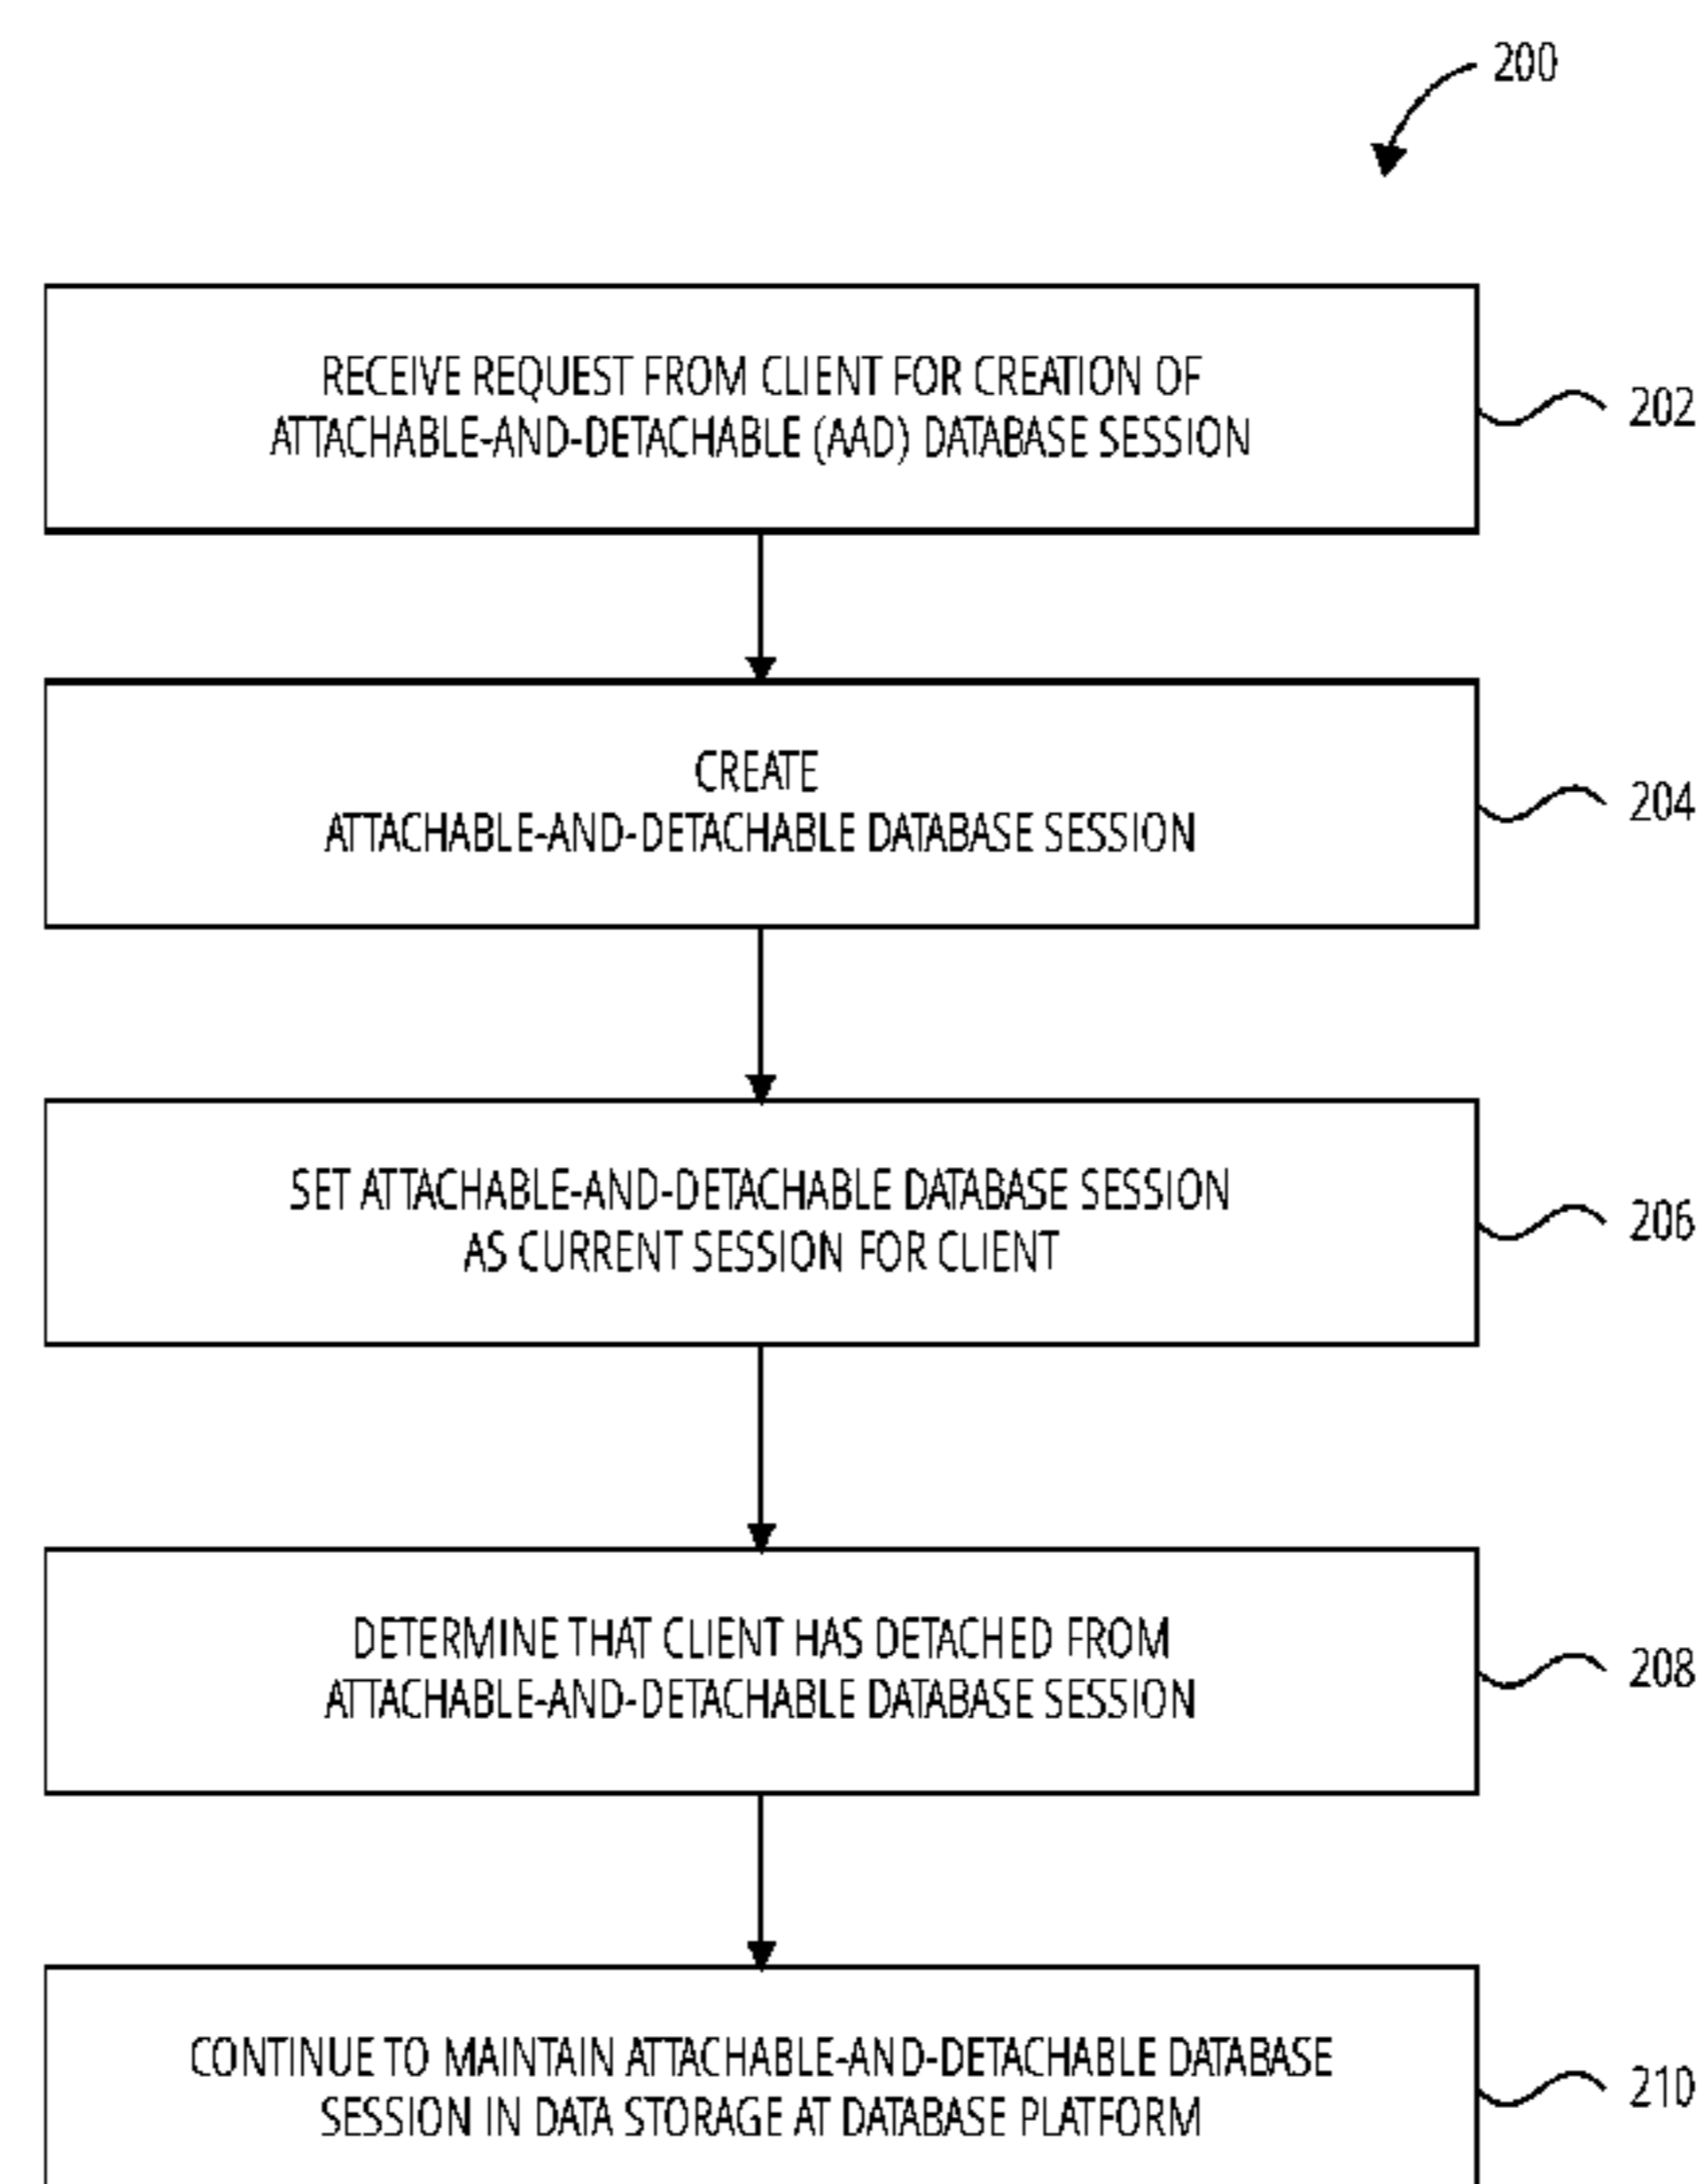 200
RECEIVE REQUEST FROM CLIENT FOR CREATION OF
ATTACHABLE-AND-DETACHABLE (AAD) DATABASE SESSION
202
CREATE
ATTACHABLE-AND-DETACHABLE DATABASE SESSION
204
SET ATTACHABLE-AND-DETACHABLE DATABASE SESSION
AS CURRENT SESSION FOR CLIENT
206
DETERMINE THAT CLIENT HAS DETACHED FROM
ATTACHABLE-AND-DETACHABLE DATABASE SESSION
208
CONTINUE TO MAINTAIN ATTACHABLE-AND-DETACHABLE DATABASE
SESSION IN DATA STORAGE AT DATABASE PLATFORM
210